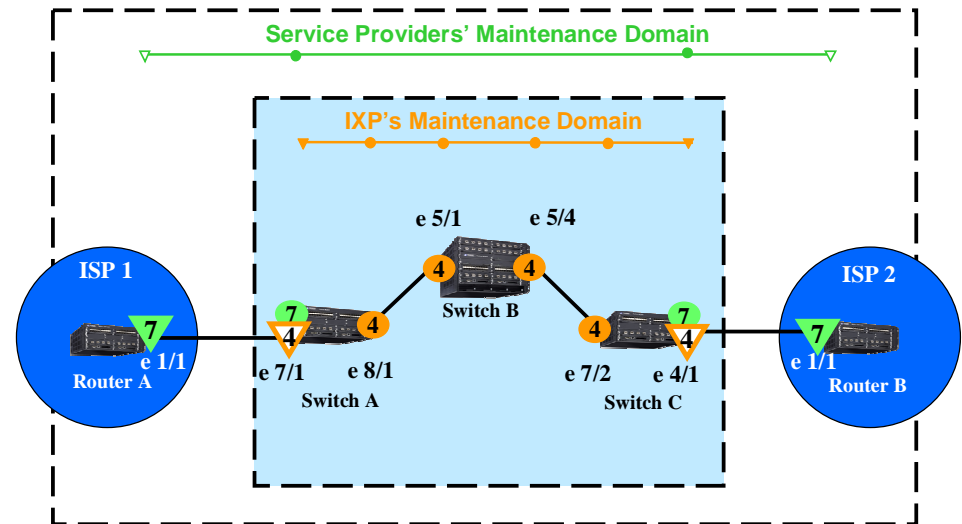 Service Providers' Maintenance Domain
IXP's Maintenance Domain
e 5/1
e 5/4
ISP 1
ISP 2
4
4
Switch B
7
7
7
7
4
4
4
4
e 1/1
e 7/1
e 8/1
e 7/2
e 4/1
e 1/1
Router A
Switch A
Switch C
Router B